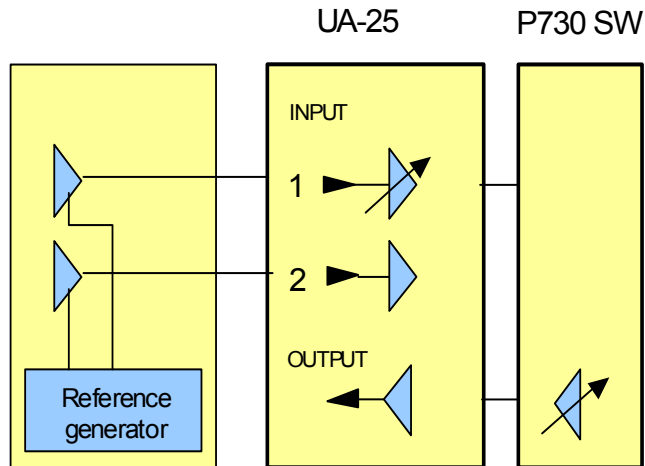 UA-25
P730 SW
INPUT
1
2
OUTPUT
Reference
generator